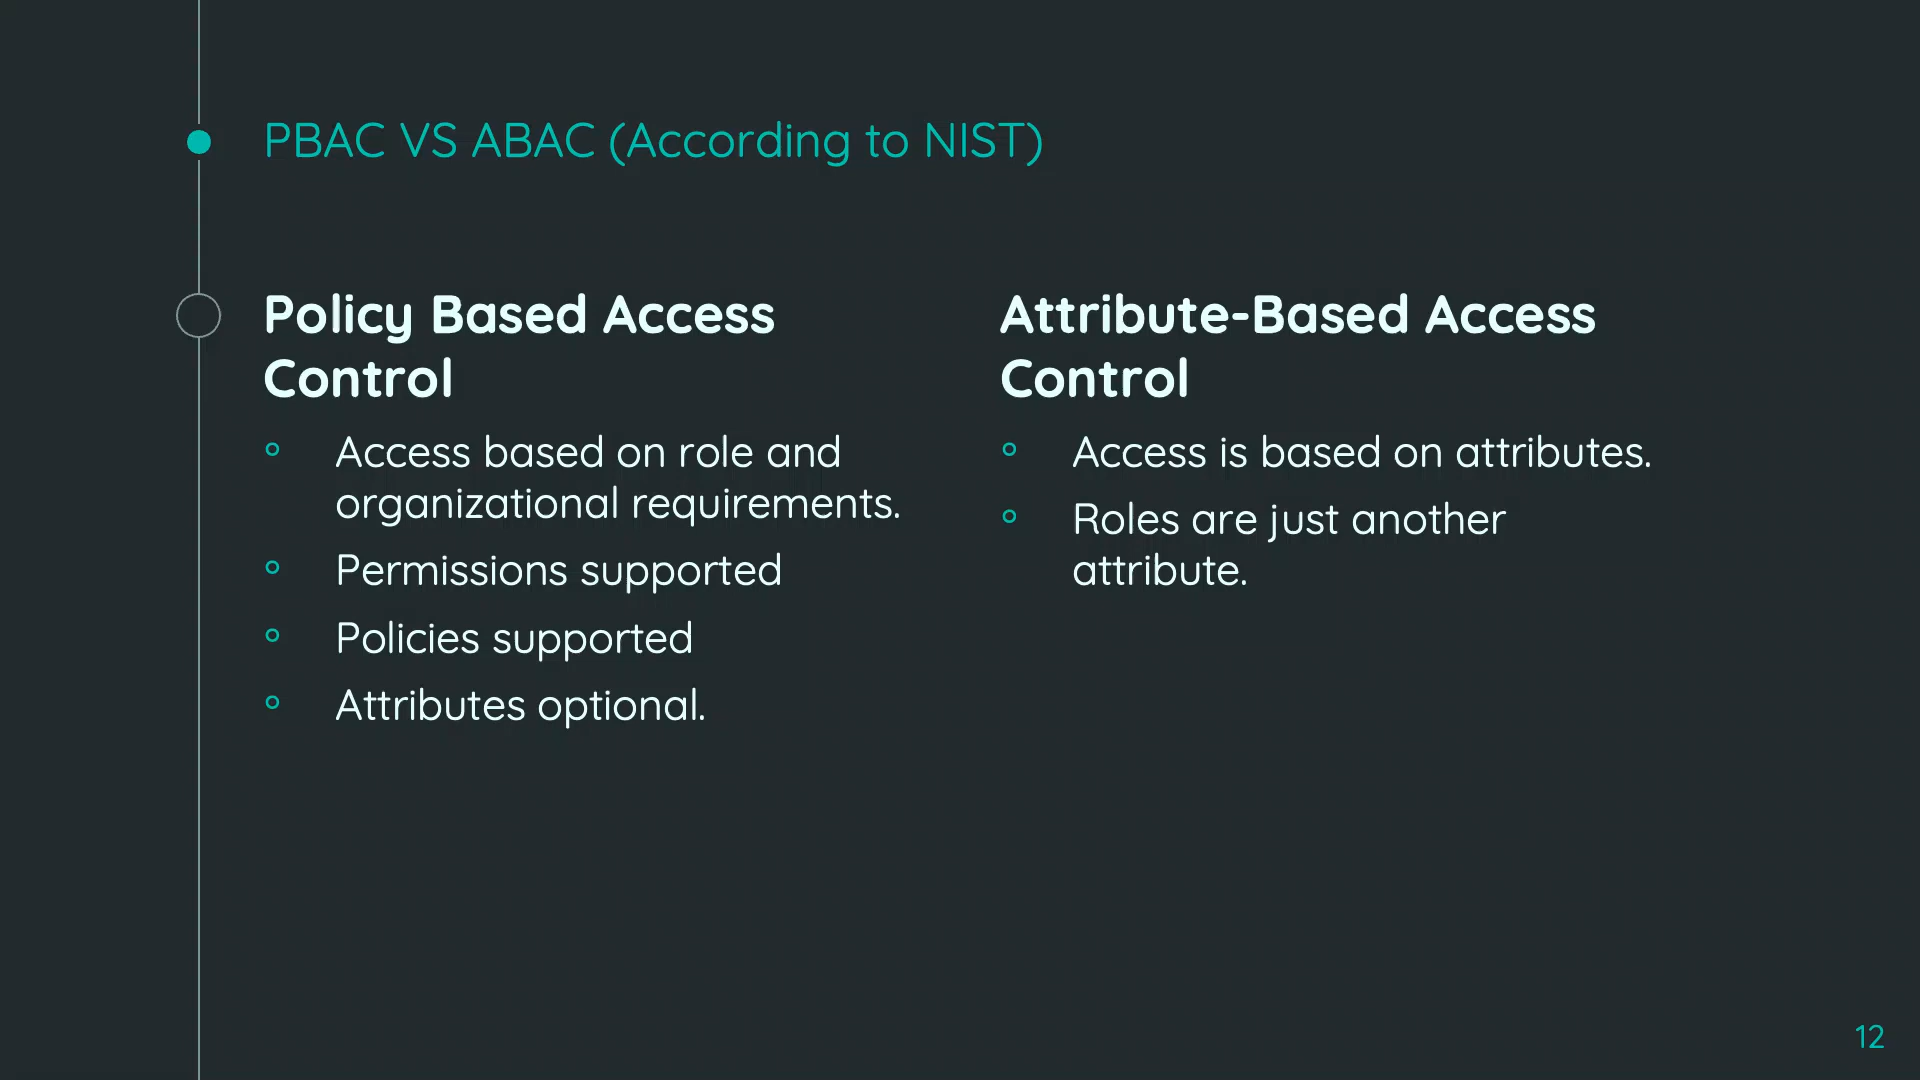 PBAC VS ABAC (According to NIST)
Policy Based Access
Control
Access based on role and
organizational requirements.
Permissions supported
Policies supported
Attributes optional.
Attribute-Based Access
Control
Access is based on attributes.
Roles are just another
attribute.
12